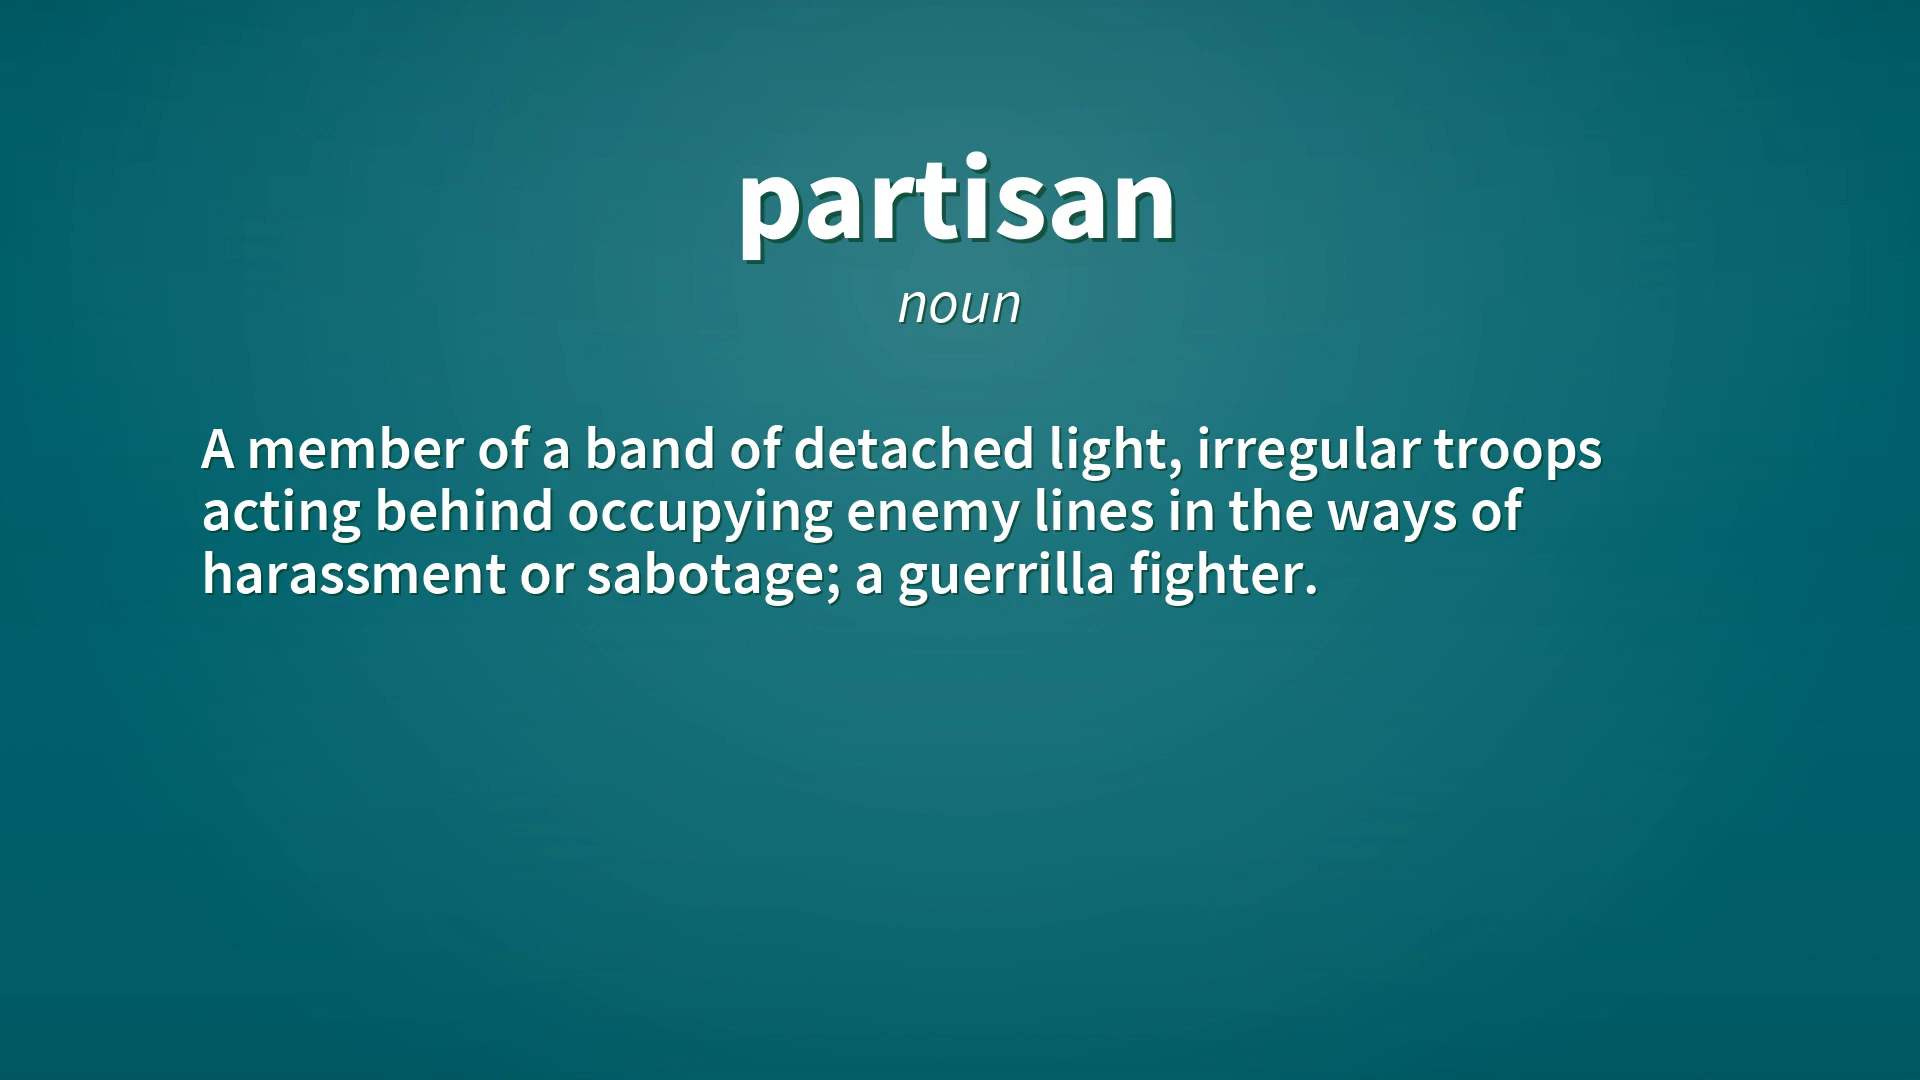 partisan
noun
A member of a band of detached light, irregular troops
acting behind occupying enemy lines in the ways of
harassment or sabotage; a guerrilla fighter.